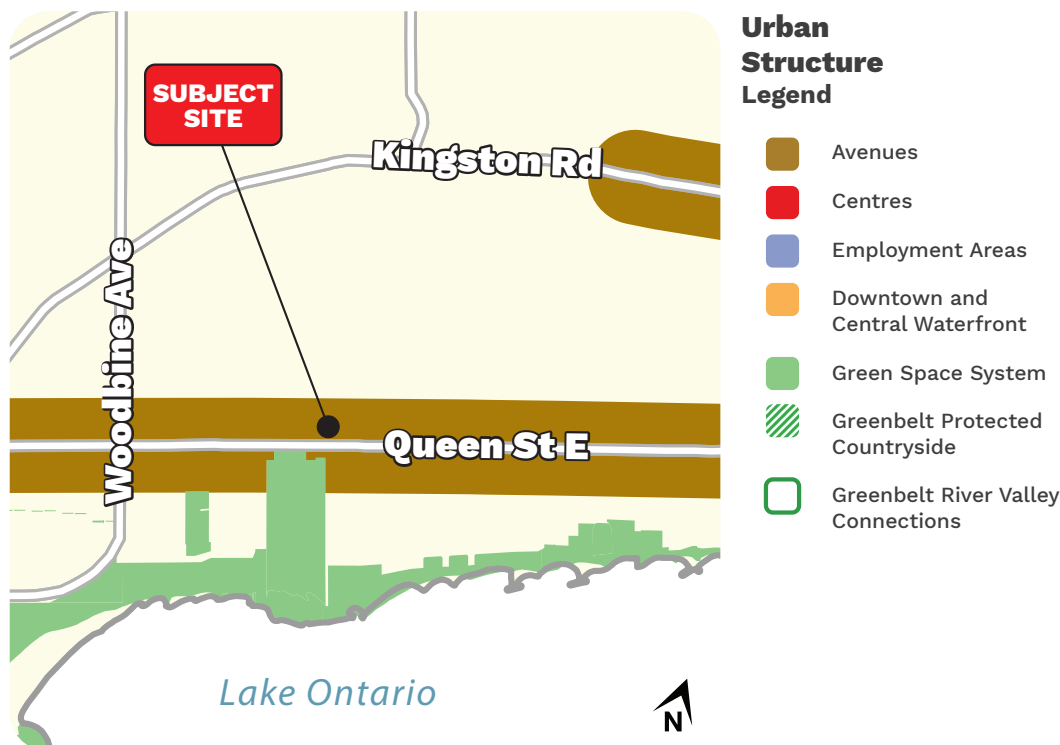 SUBJECT
SITE
Kingston Rd
Woodbine Ave
Queen St E
Lake Ontario
N
Urban
Structure
Legend
Avenues
Centres
Employment Areas
Downtown and
Central Waterfront
Green Space System
Greenbelt Protected
Countryside
Greenbelt River Valley
Connections